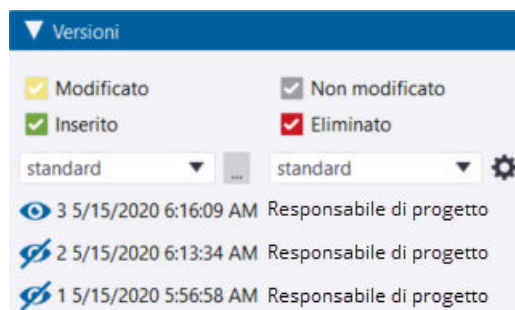 Versioni
Modificato Non modificato
Inserito Eliminato
standard ... standard
3 5/15/2020 6:16:09 AM Responsabile di progetto
2 5/15/2020 6:13:34 AM Responsabile di progetto
1 5/15/2020 5:56:58 AM Responsabile di progetto